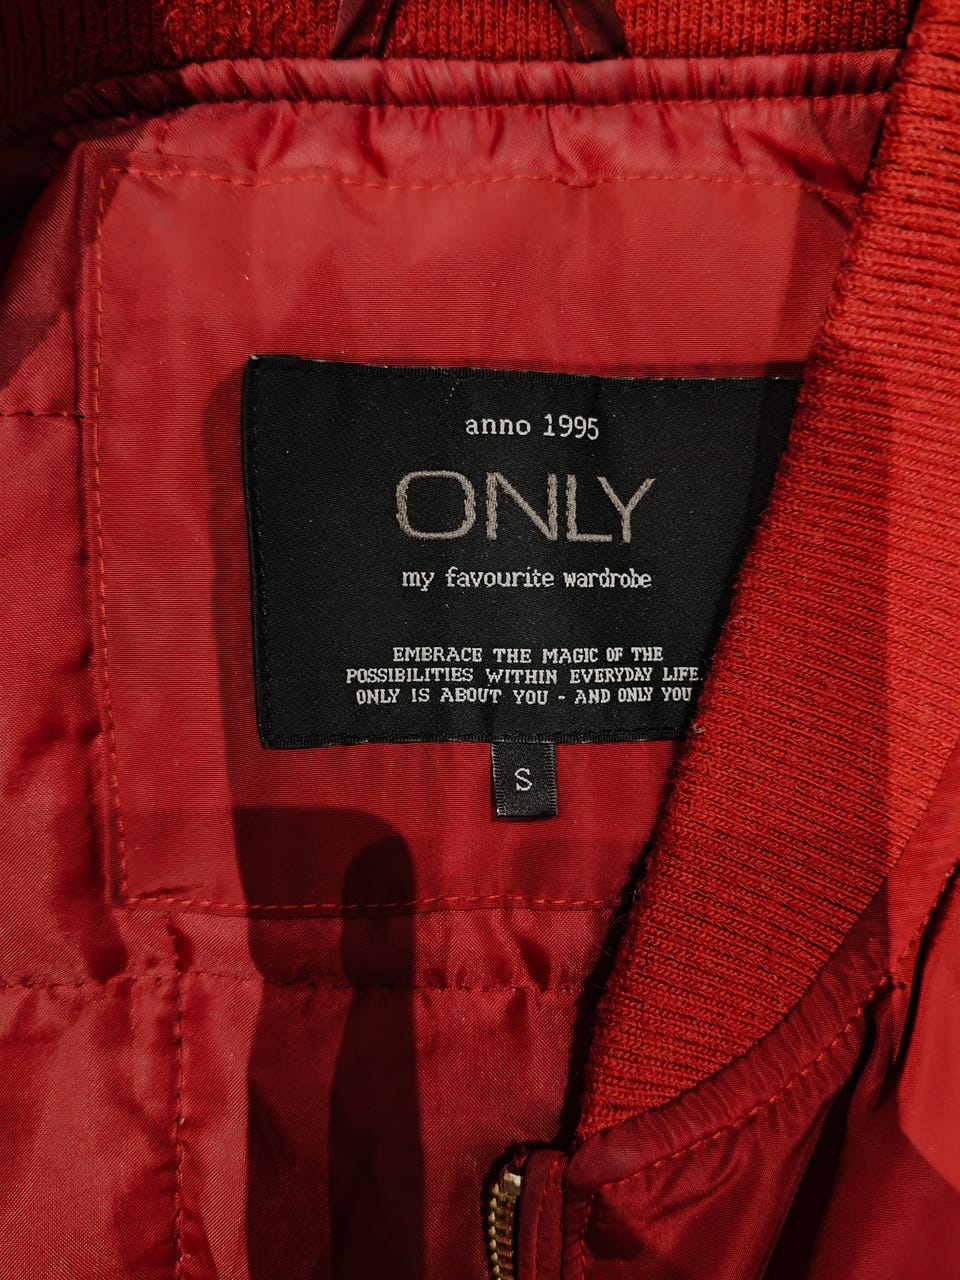 anno 1995
ONLY
my favourite wardrobe
EMBRACE THE MAGIC OF THE
POSSIBILITIES WITHIN EVERYDAY LIFE.
ONLY IS ABOUT YOU - AND ONLY YOU
S